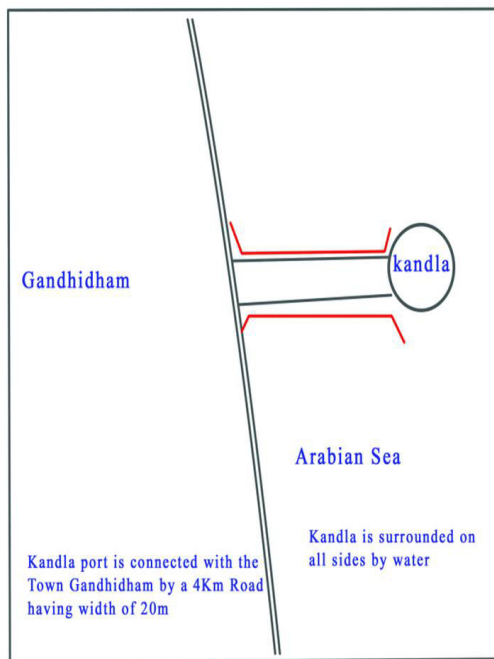 kandla
Gandhidham
Arabian Sea
Kandla is surrounded on
all sides by water
Kandla port is connected with the
Town Gandhidham by a 4Km Road
having width of 20m